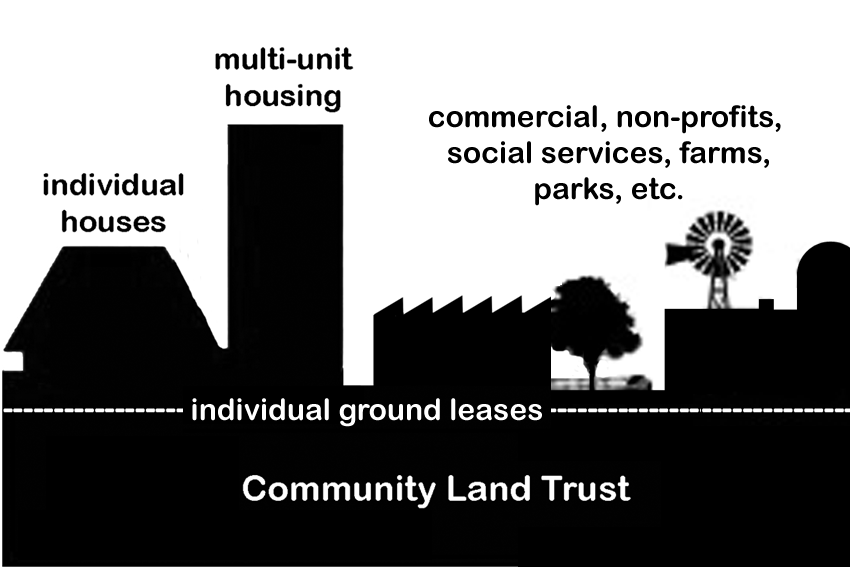 multi-unit
housing
commercial, non-profits,
social services, farms,
parks, etc.
individual
houses
individual ground leases
Community Land Trust